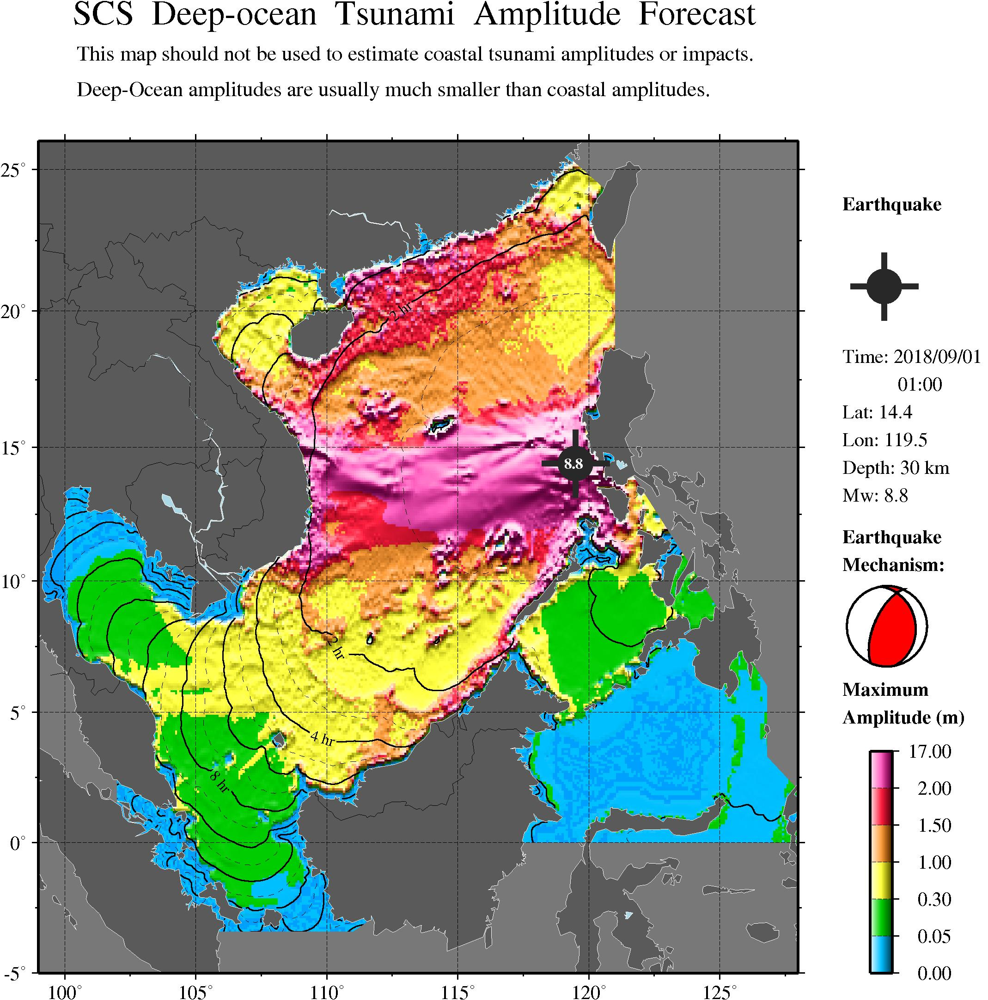 SCS Deep-ocean Tsunami Amplitude Forecast
This map should not be used to estimate coastal tsunami amplitudes or impacts.
Deep-Ocean amplitudes are usually much smaller than coastal amplitudes.
25°
20°
15°
10°
5°
0°
-5°
100°
105°
110°
115°
120°
125°
2 hr
2 hr
4 hr
8 hr
8.8
Earthquake
Time: 2018/09/01
01:00
Lat: 14.4
Lon: 119.5
Depth: 30 km
Mw: 8.8
Earthquake
Mechanism:
Maximum
Amplitude (m)
17.00
2.00
1.50
1.00
0.30
0.05
0.00